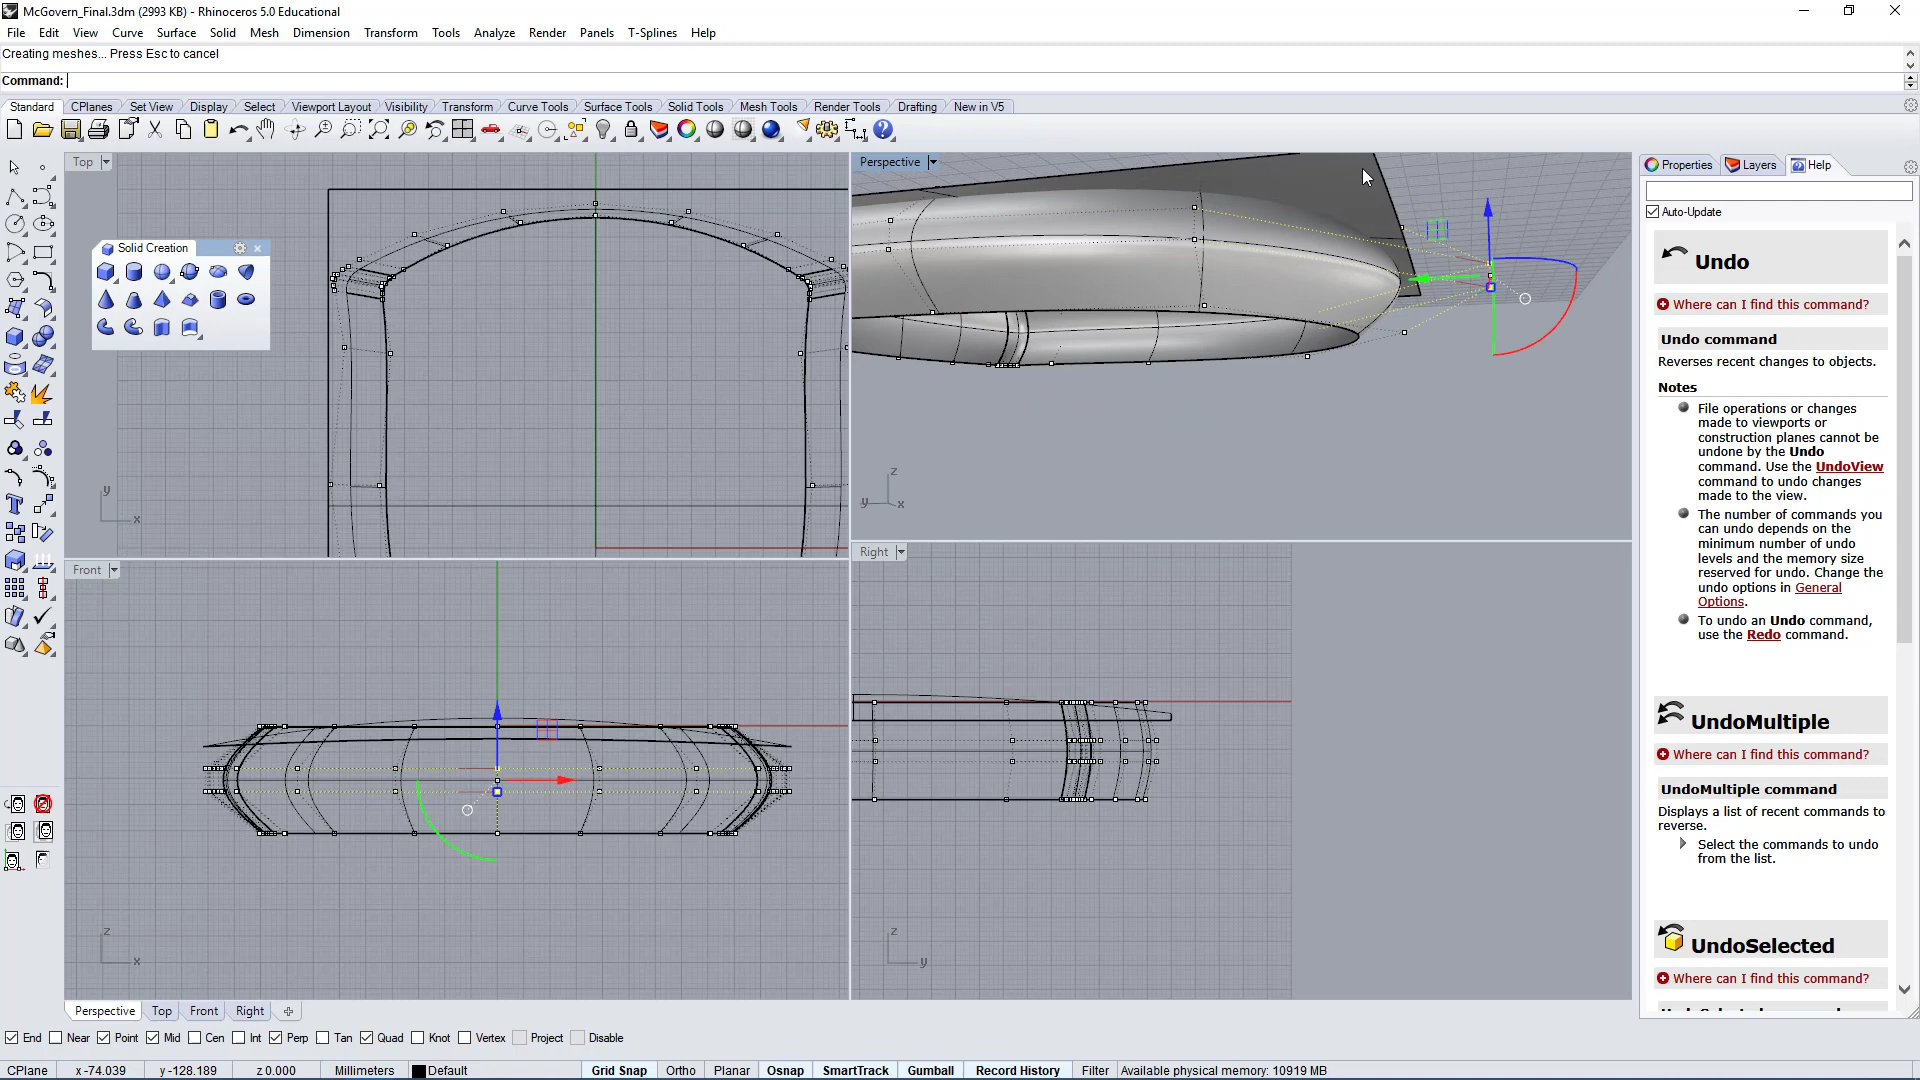 McGovern_Final.3dm (2993 KB) - Rhinoceros 5.0 Educational
File Edit View Curve Surface Solid Mesh Dimension Transform Tools Analyze Render Panels T-Splines Help
Creating meshes... Press Esc to cancel
Command:
Standard CPlanes Set View Display Select Viewport Layout Visibility Transform Curve Tools Surface Tools Solid Tools Mesh Tools Render Tools Drafting New in V5
Top
Perspective
Properties Layers Help
Auto-Update
Solid Creation
Undo
Where can I find this command?
Undo command
Reverses recent changes to objects.
Notes
File operations or changes
made to viewports or
construction planes cannot be
undone by the Undo
command. Use the UndoView
command to undo changes
made to the view.
The number of commands you
can undo depends on the
minimum number of undo
levels and the memory size
reserved for undo. Change the
undo options in General
Options.
To undo an Undo command,
use the Redo command.
UndoMultiple
Where can I find this command?
UndoMultiple command
Displays a list of recent commands to
reverse.
Select the commands to undo
from the list.
UndoSelected
Where can I find this command?
y
x
z
y
x
Front
Right
z
x
z
y
Perspective Top Front Right
End Near Point Mid Cen Int Perp Tan Quad Knot Vertex Project Disable
CPlane x -74.039 y -128.189 z 0.000 Millimeters Default Grid Snap Ortho Planar Osnap SmartTrack Gumball Record History Filter Available physical memory: 10919 MB